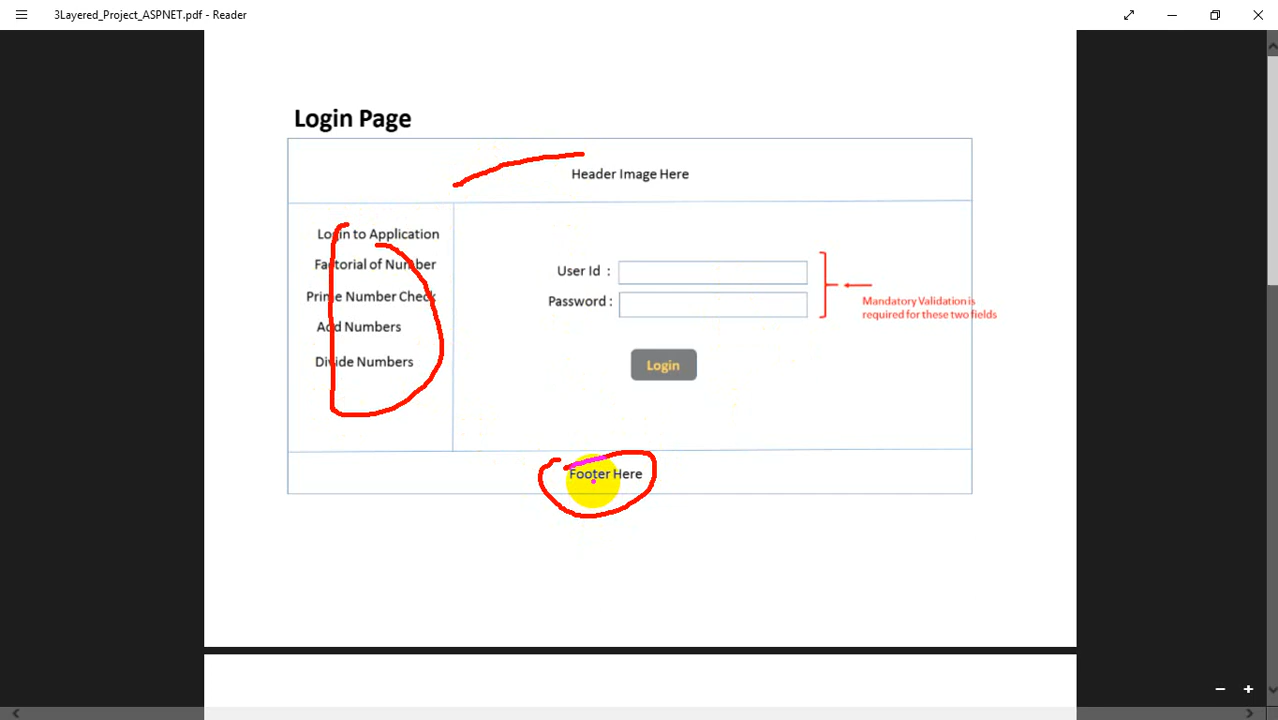 3Layered_Project_ASPNET.pdf - Reader
Login Page
Header Image Here
Login to Application
Factorial of Number
Prime Number Check
Add Numbers
Divide Numbers
User Id :
Password :
Mandatory Validation is
required for these two fields
Login
Footer Here